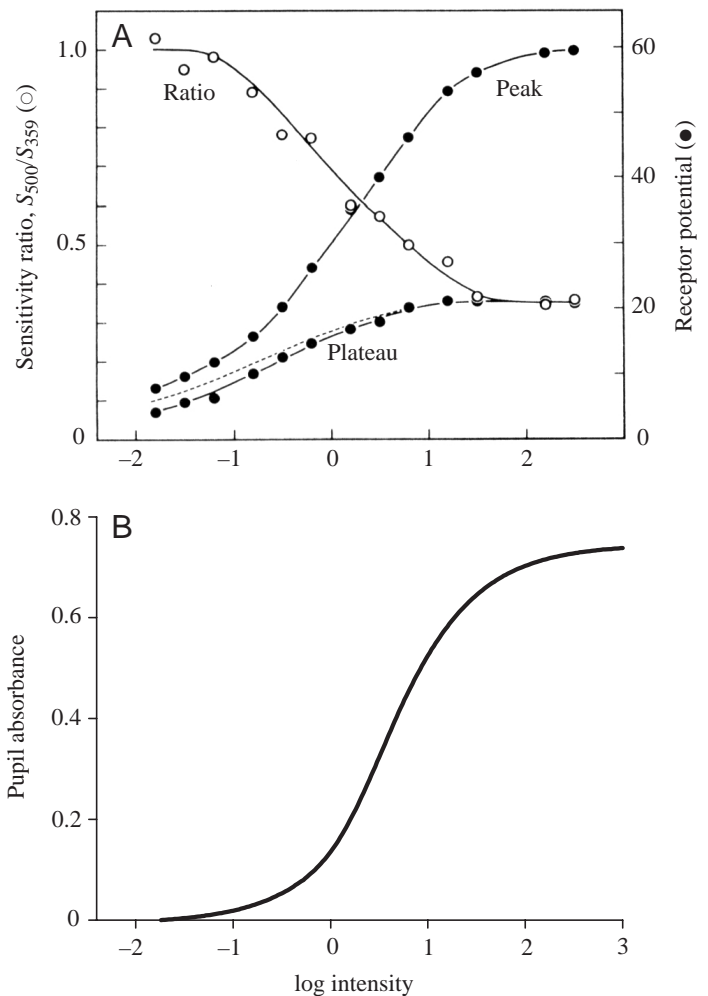 A
1.0
0.5
0
Sensitivity ratio, S500/S359 (○)
Ratio
Peak
Plateau
60
40
20
0
Receptor potential (●)
−2 −1 0 1 2
B
0.8
0.6
0.4
0.2
0
Pupil absorbance
−2 −1 0 1 2 3
log intensity